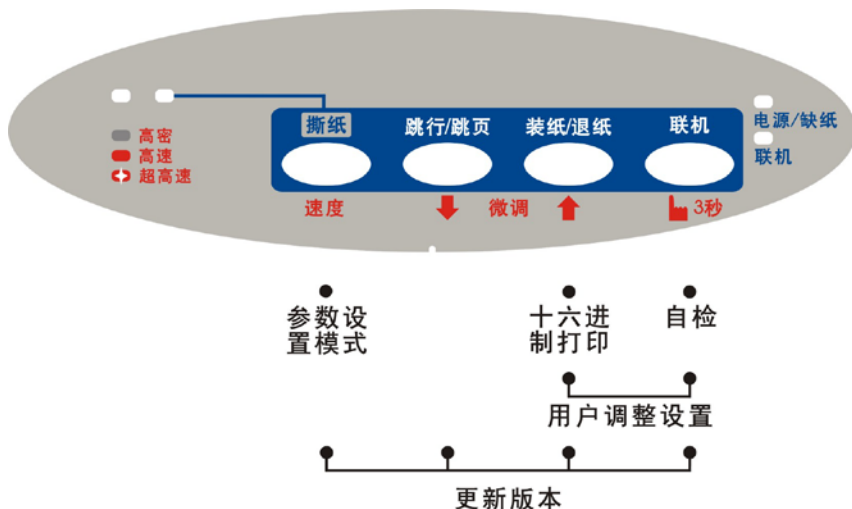 撕纸 跳行/跳页 装纸/退纸 联机
电源/缺纸
联机
高密
高速
超高速
速度 微调 3秒
参数设
置模式
十六进
制打印
自检
用户调整设置
更新版本